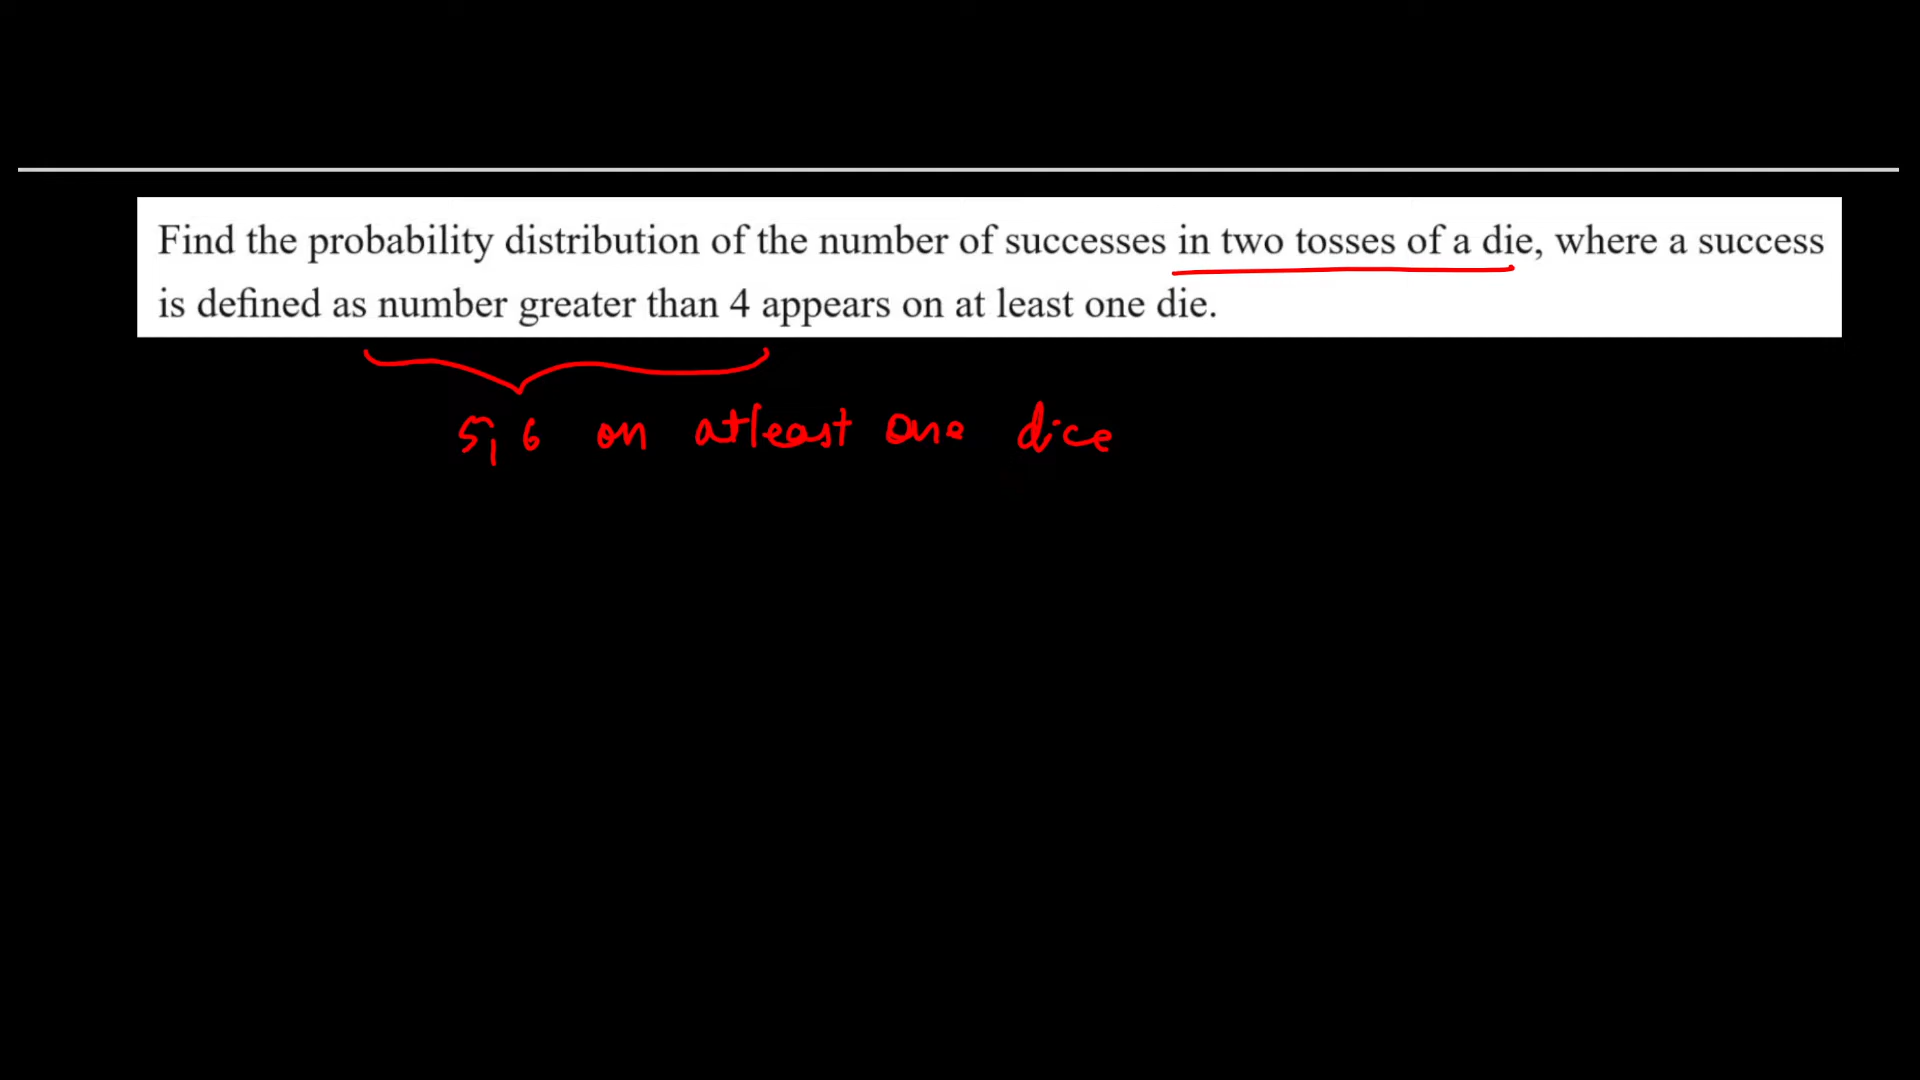 Find the probability distribution of the number of successes in two tosses of a die, where a success
is defined as number greater than 4 appears on at least one die.
5, 6 on atleast one dice